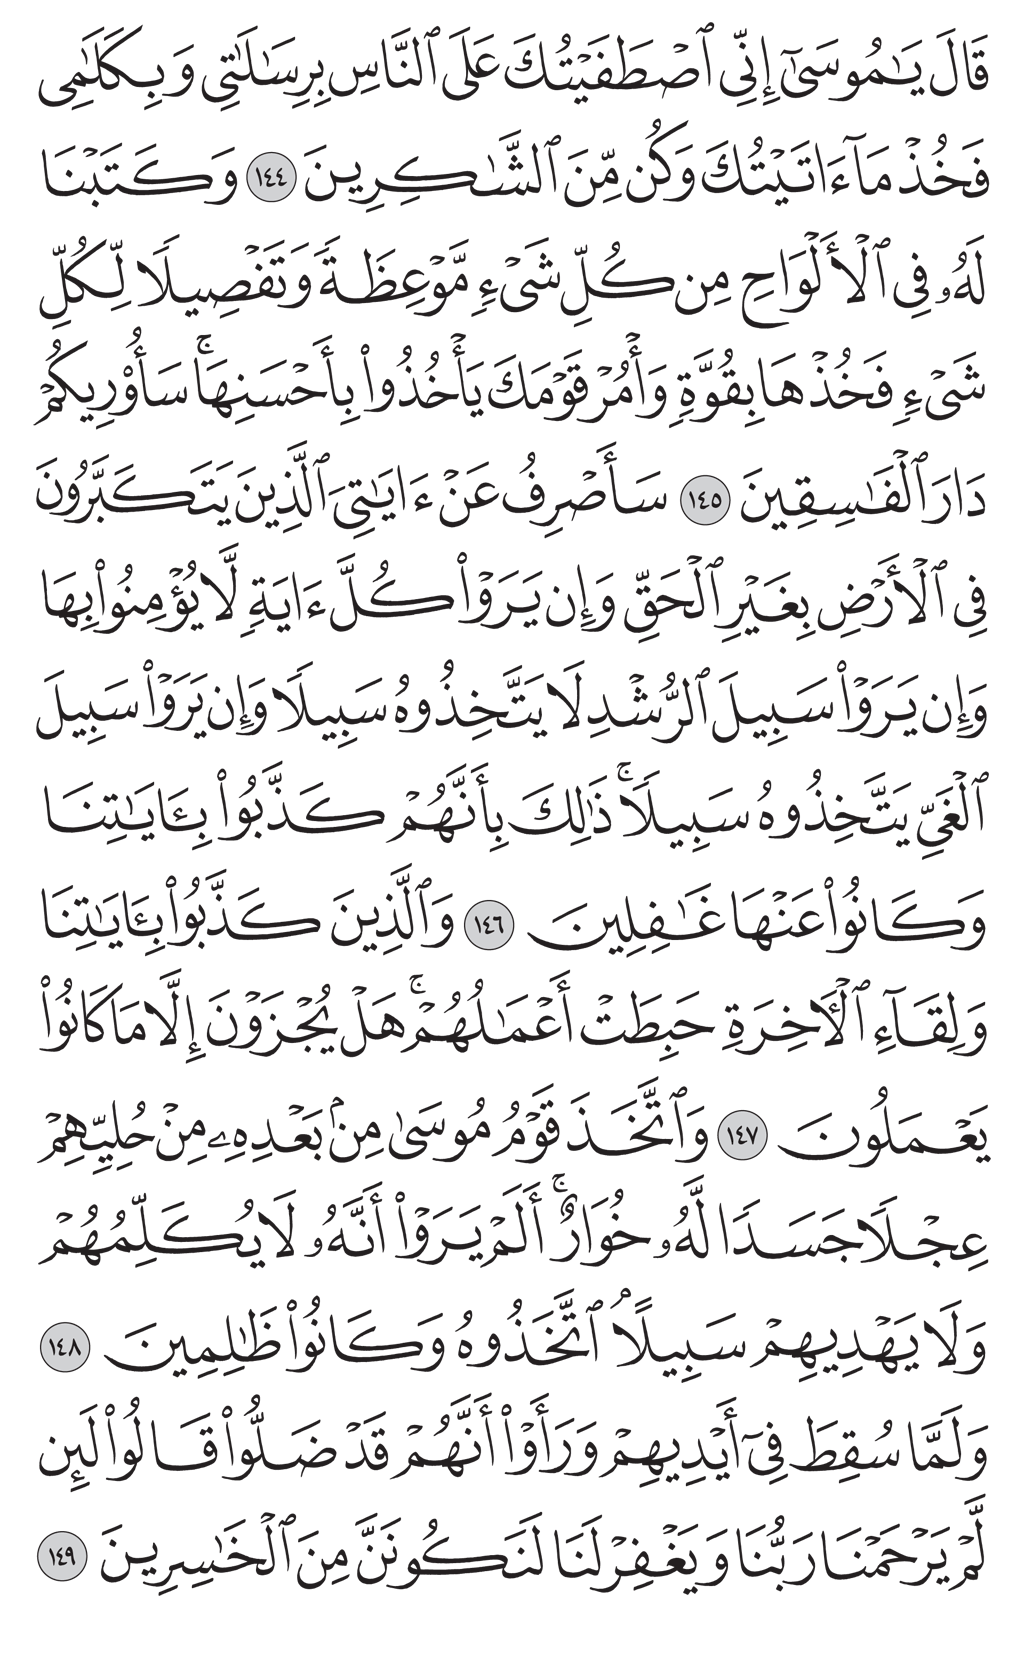 قَالَ يَـٰمُوسَىٰٓ إِنِّى ٱصْطَفَيْتُكَ عَلَى ٱلنَّاسِ بِرِسَـٰلَـٰتِى وَبِكَلَـٰمِى
فَخُذْ مَآ ءَاتَيْتُكَ وَكُن مِّنَ ٱلشَّـٰكِرِينَ ١٤٤ وَكَتَبْنَا
لَهُۥ فِى ٱلْأَلْوَاحِ مِن كُلِّ شَىْءٍ مَّوْعِظَةً وَتَفْصِيلًا لِّكُلِّ
شَىْءٍ فَخُذْهَا بِقُوَّةٍ وَأْمُرْ قَوْمَكَ يَأْخُذُوا۟ بِأَحْسَنِهَا ۚ سَأُو۟رِيكُمْ
دَارَ ٱلْفَـٰسِقِينَ ١٤٥ سَأَصْرِفُ عَنْ ءَايَـٰتِىَ ٱلَّذِينَ يَتَكَبَّرُونَ
فِى ٱلْأَرْضِ بِغَيْرِ ٱلْحَقِّ وَإِن يَرَوْا۟ كُلَّ ءَايَةٍ لَّا يُؤْمِنُوا۟ بِهَا
وَإِن يَرَوْا۟ سَبِيلَ ٱلرُّشْدِ لَا يَتَّخِذُوهُ سَبِيلًا وَإِن يَرَوْا۟ سَبِيلَ
ٱلْغَىِّ يَتَّخِذُوهُ سَبِيلًا ۚ ذَٰلِكَ بِأَنَّهُمْ كَذَّبُوا۟ بِـَٔايَـٰتِنَا
وَكَانُوا۟ عَنْهَا غَـٰفِلِينَ ١٤٦ وَٱلَّذِينَ كَذَّبُوا۟ بِـَٔايَـٰتِنَا
وَلِقَآءِ ٱلْـَٔاخِرَةِ حَبِطَتْ أَعْمَـٰلُهُمْ ۚ هَلْ يُجْزَوْنَ إِلَّا مَا كَانُوا۟
يَعْمَلُونَ ١٤٧ وَٱتَّخَذَ قَوْمُ مُوسَىٰ مِنۢ بَعْدِهِۦ مِنْ حُلِيِّهِمْ
عِجْلًا جَسَدًا لَّهُۥ خُوَارٌ ۚ أَلَمْ يَرَوْا۟ أَنَّهُۥ لَا يُكَلِّمُهُمْ
وَلَا يَهْدِيهِمْ سَبِيلًا ۘ ٱتَّخَذُوهُ وَكَانُوا۟ ظَـٰلِمِينَ ١٤٨
وَلَمَّا سُقِطَ فِىٓ أَيْدِيهِمْ وَرَأَوْا۟ أَنَّهُمْ قَدْ ضَلُّوا۟ قَالُوا۟ لَئِن
لَّمْ يَرْحَمْنَا رَبُّنَا وَيَغْفِرْ لَنَا لَنَكُونَنَّ مِنَ ٱلْخَـٰسِرِينَ ١٤٩